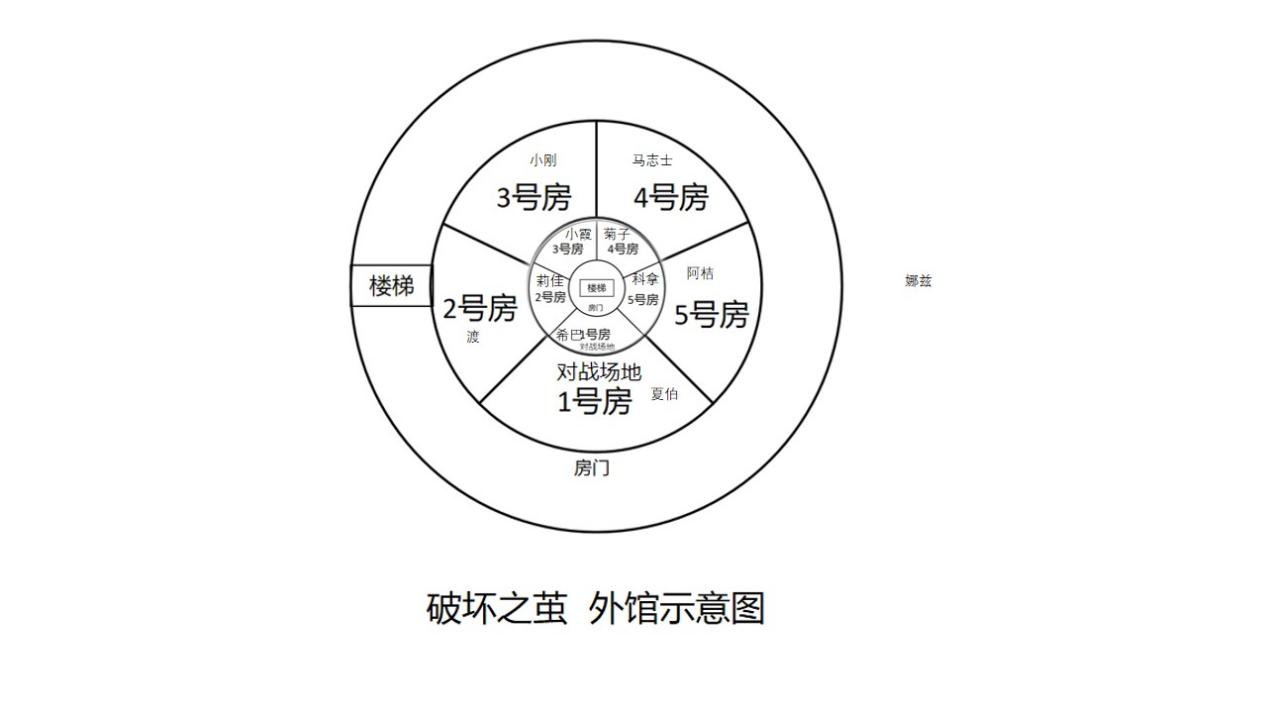 小刚
马志士
3号房
4号房
小霞
菊子
3号房
4号房
阿桔
娜兹
莉佳
科拿
楼梯
楼梯
2号房
5号房
房门
2号房
5号房
渡
希巴
1号房
对战场地
对战场地
1号房
夏伯
房门
破坏之茧 外馆示意图